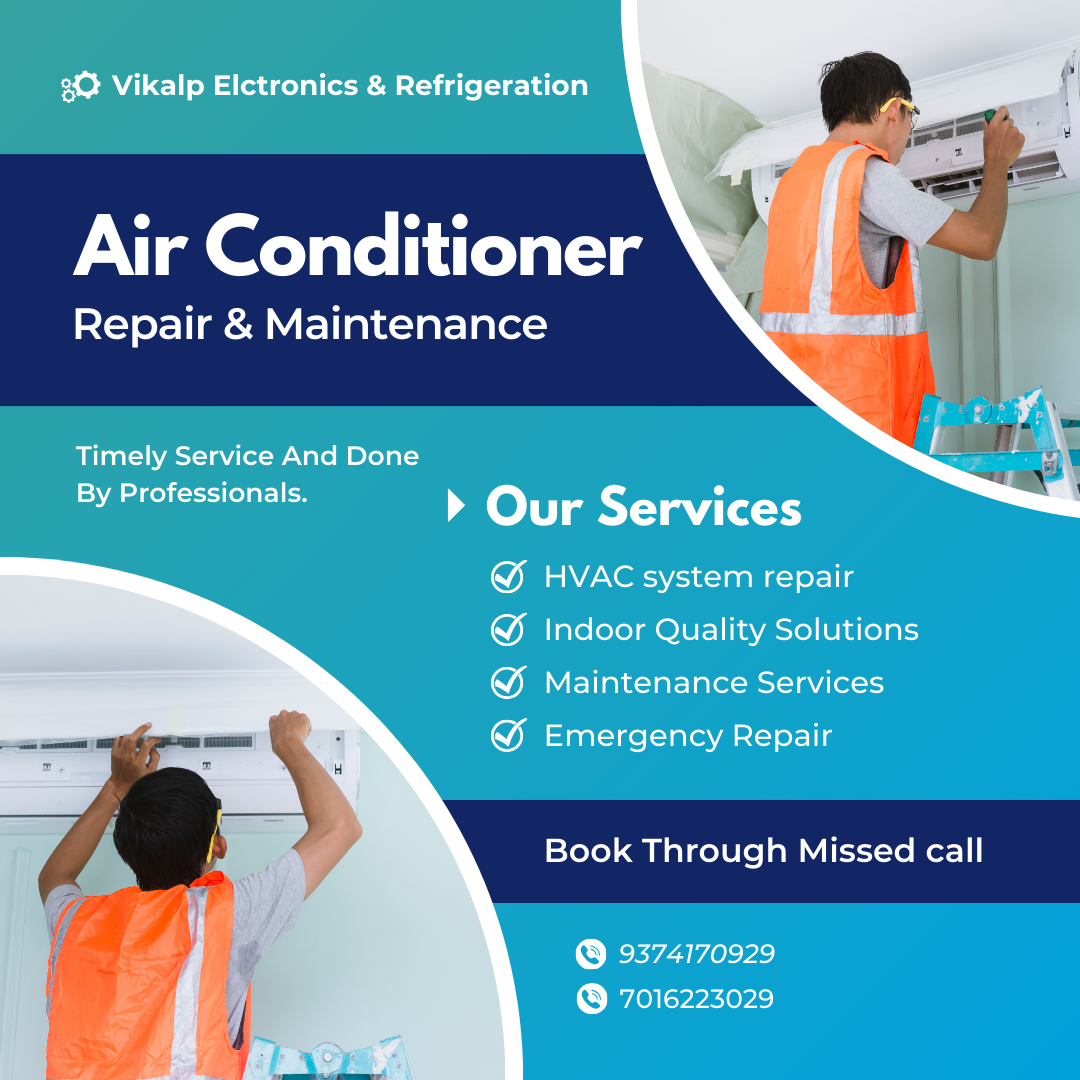 Vikalp Elctronics & Refrigeration
Air Conditioner
Repair & Maintenance
Timely Service And Done
By Professionals.
Our Services
HVAC system repair
Indoor Quality Solutions
Maintenance Services
Emergency Repair
Book Through Missed call
9374170929
7016223029